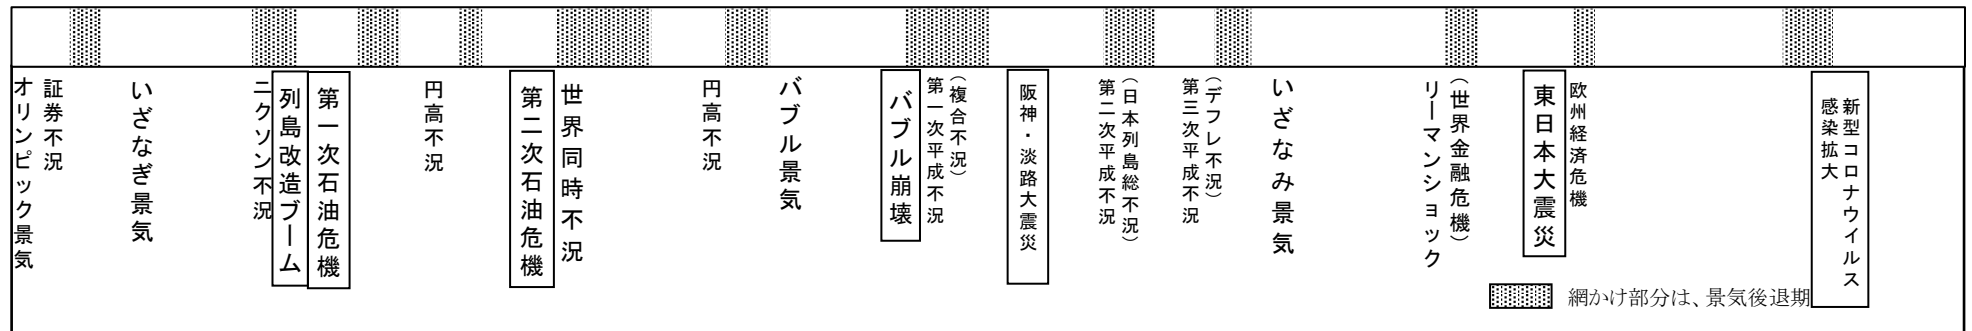 オリンピック景気
証券不況
いざなぎ景気
ニクソン不況
列島改造ブーム
第一次石油危機
円高不況
第二次石油危機
世界同時不況
円高不況
バブル景気
バブル崩壊
第一次平成不況
（複合不況）
阪神・淡路大震災
第二次平成不況
（日本列島総不況）
第三次平成不況
（デフレ不況）
いざなみ景気
リーマンショック
（世界金融危機）
東日本大震災
欧州経済危機
新型コロナウイルス
感染拡大
網かけ部分は、景気後退期